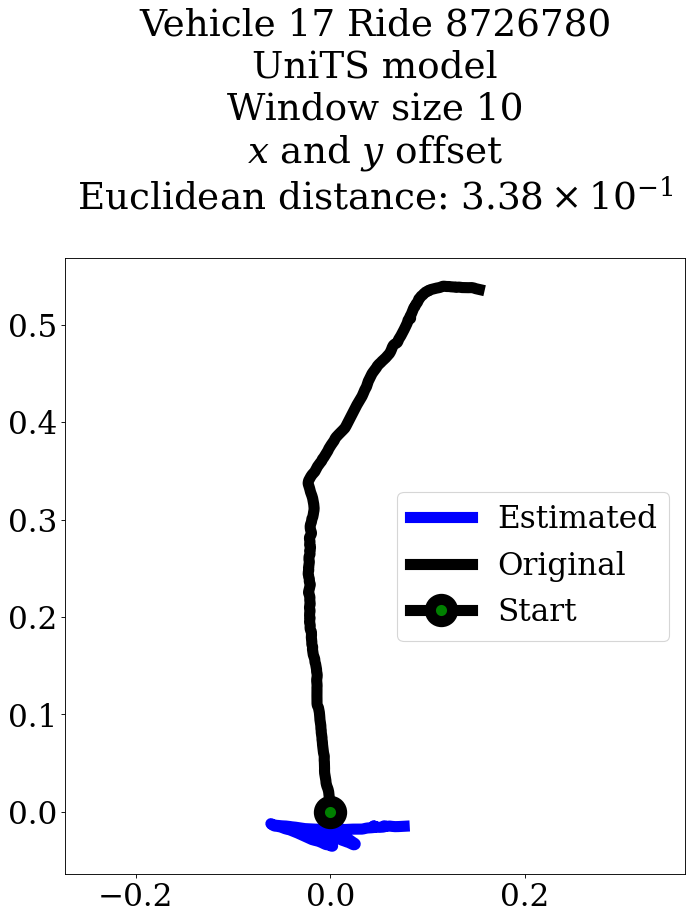 Vehicle 17 Ride 8726780
UniTS model
Window size 10
x and y offset
Euclidean distance: 3.38 × 10⁻¹
0.5
0.4
0.3
0.2
0.1
0.0
Estimated
Original
Start
−0.2
0.0
0.2